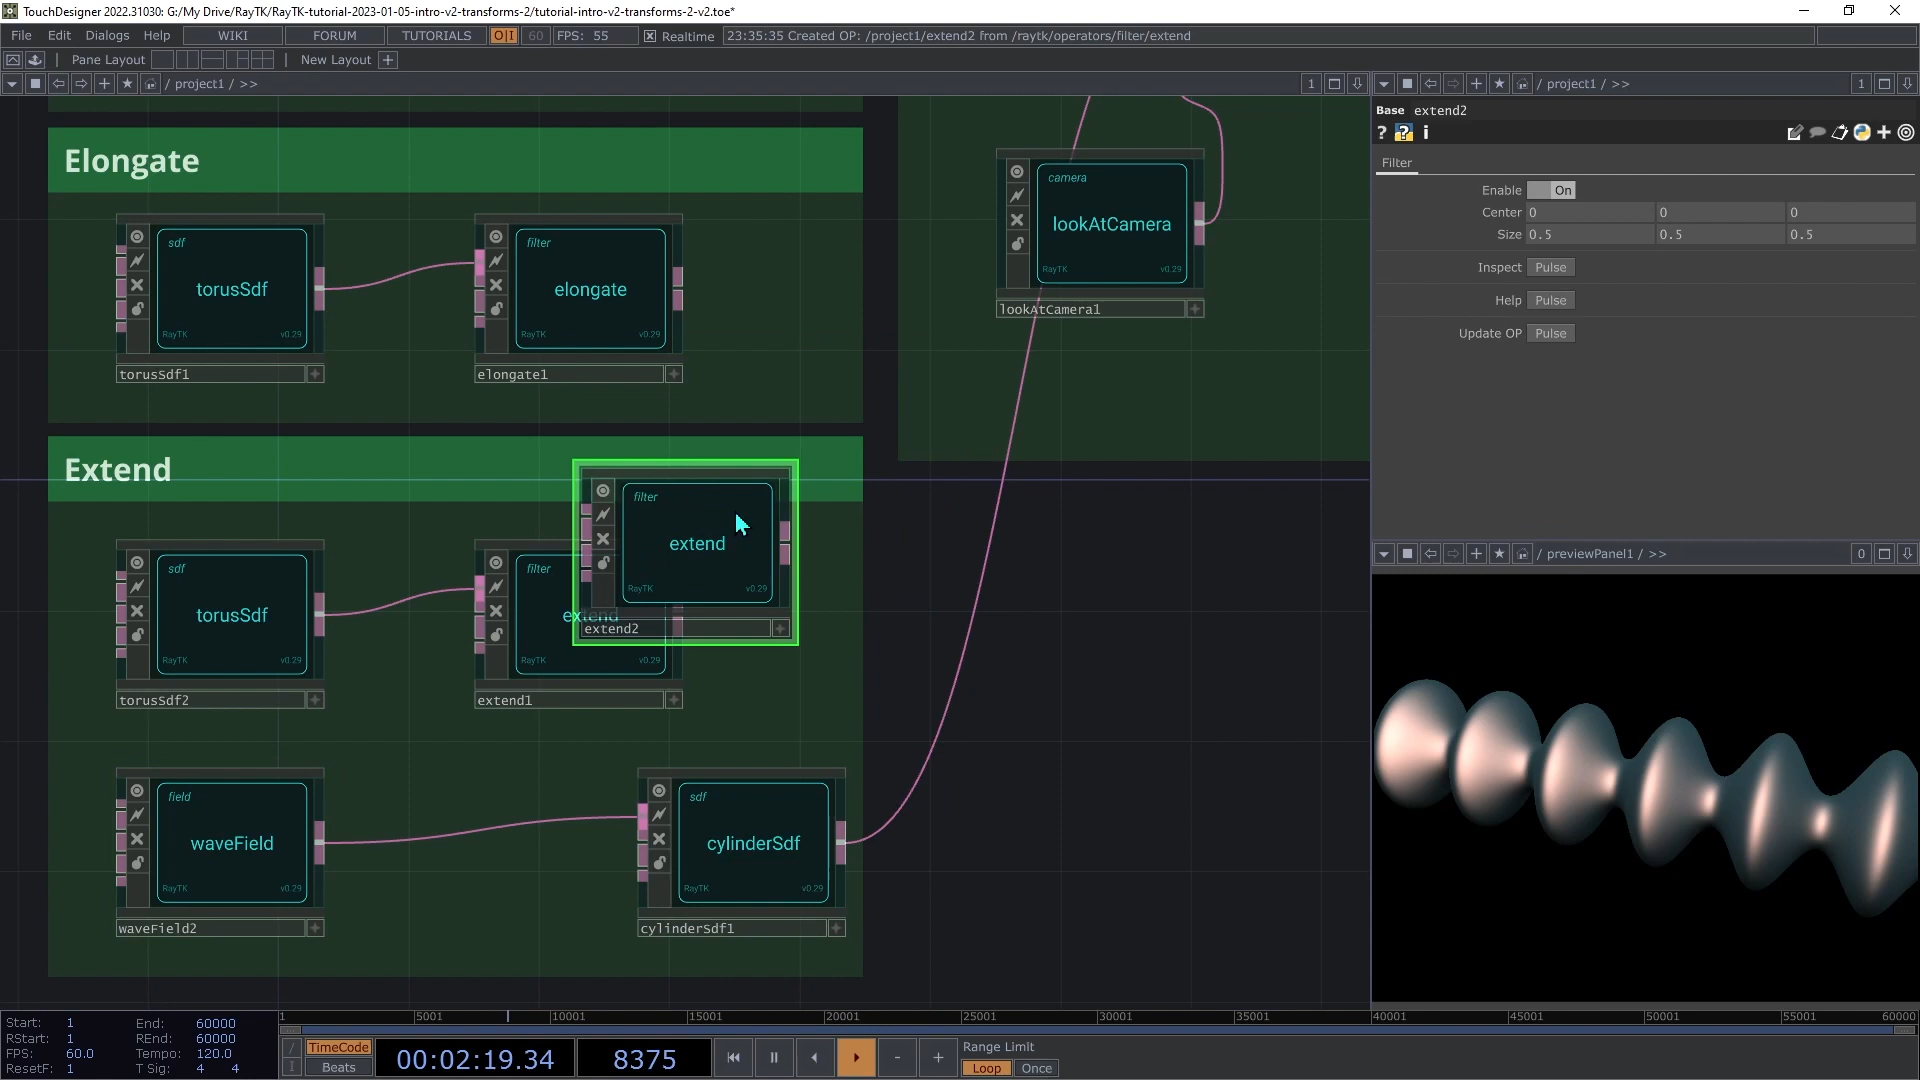 TouchDesigner 2022.31030: G:/My Drive/RayTK/RayTK-tutorial-2023-01-05-intro-v2-transforms-2/tutorial-intro-v2-transforms-2-v2.toe*
File Edit Dialogs Help WIKI FORUM TUTORIALS O|I 60 FPS: 55 Realtime 23:35:35 Created OP: /project1/extend2 from /raytk/operators/filter/extend
Pane Layout New Layout +
/ project1 / >> 1
/ project1 / >> 1
Base extend2
? ? i
Filter
Enable On
Center 0 0 0
Size 0.5 0.5 0.5
Inspect Pulse
Help Pulse
Update OP Pulse
/ previewPanel1 / >> 0
Elongate
sdf
torusSdf
RayTK v0.29
torusSdf1
filter
elongate
RayTK v0.29
elongate1
camera
lookAtCamera
RayTK v0.29
lookAtCamera1
Extend
filter
extend
RayTK v0.29
extend2
sdf
torusSdf
RayTK v0.29
torusSdf2
filter
extend
RayTK v0.29
extend1
field
waveField
RayTK v0.29
waveField2
sdf
cylinderSdf
RayTK v0.29
cylinderSdf1
1 5001 10001 15001 20001 25001 30001 35001 40001 45001 50001 55001 60000
Start: 1 End: 60000
RStart: 1 REnd: 60000
FPS: 60.0 Tempo: 120.0
ResetF: 1 T Sig: 4 4
TimeCode
Beats
00:02:19.34
8375
Range Limit
Loop Once